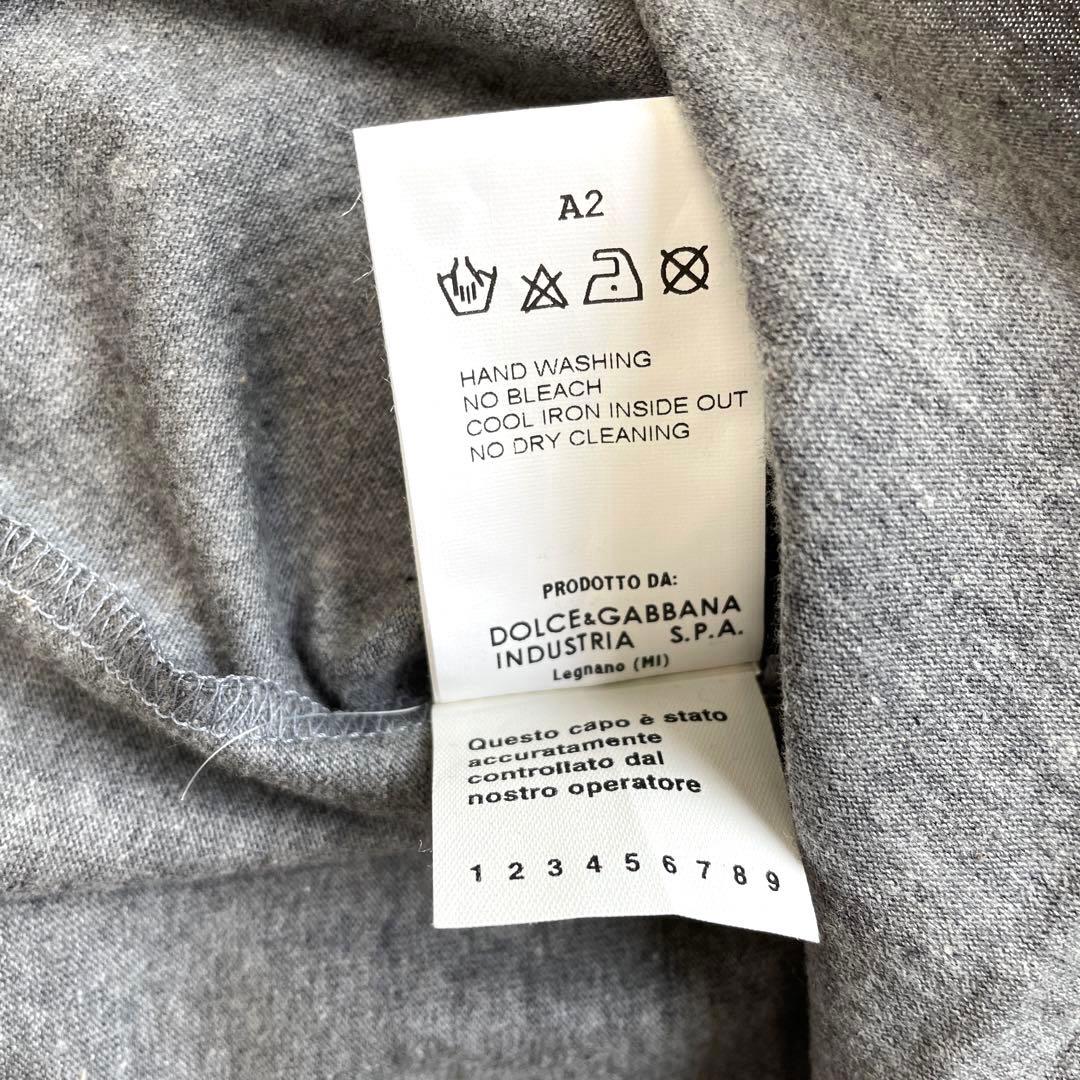 A2
HAND WASHING
NO BLEACH
COOL IRON INSIDE OUT
NO DRY CLEANING
PRODOTTO DA:
DOLCE&GABBANA
INDUSTRIA S.P.A.
Legnano (MI)
Questo capo è stato
accuratamente
controllato dal
nostro operatore
1 2 3 4 5 6 7 8 9